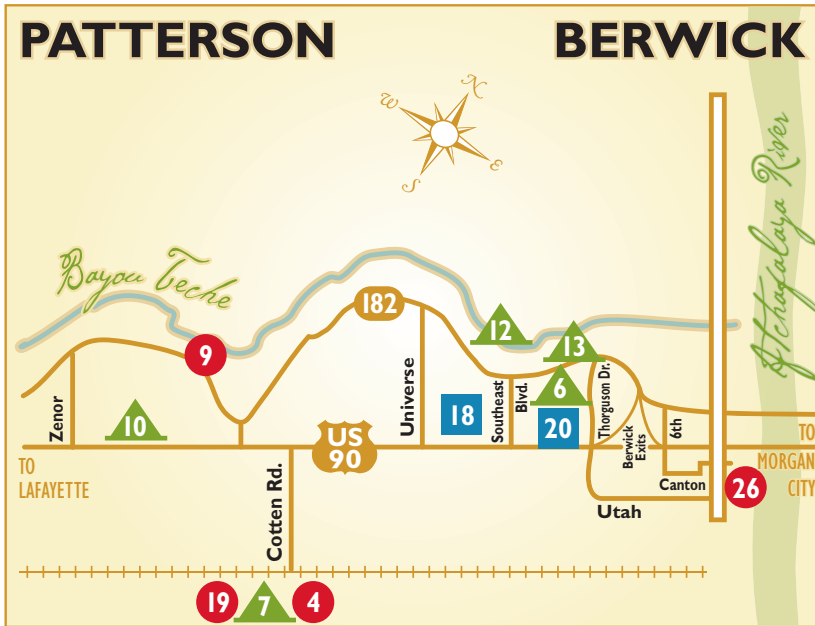 PATTERSON
BERWICK
N
W
E
S
Atchafalaya River
Bayou Teche
182
12
13
9
6
10
18
20
Zenor
Universe
Southeast
Blvd.
Thorguson Dr.
Berwick
Exits
6th
US
90
TO
LAFAYETTE
TO
MORGAN
CITY
Canton
26
Utah
Cotten Rd.
19
7
4